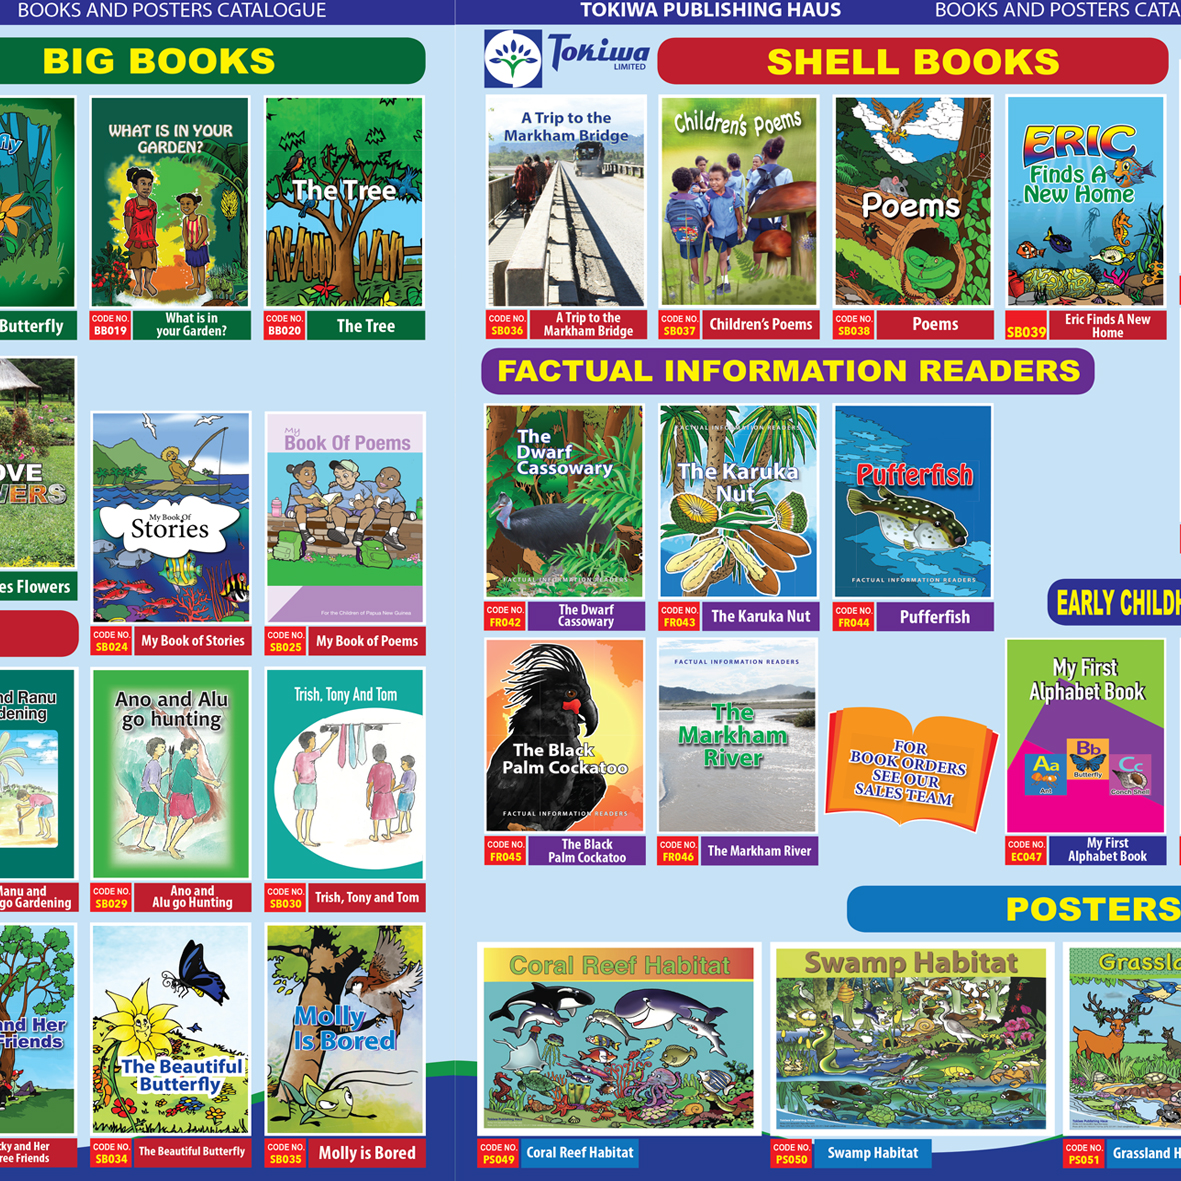 BOOKS AND POSTERS CATALOGUE
BIG BOOKS
WHAT IS IN YOUR
GARDEN?
The Tree
Butterfly
CODE NO.
BB019
What is in
your Garden?
CODE NO.
BB020
The Tree
My Book Of
Stories
My
Book Of Poems
For the Children of Papua New Guinea
es Flowers
CODE NO.
SB024
My Book of Stories
CODE NO.
SB025
My Book of Poems
nd Ranu
dening
Ano and Alu
go hunting
Trish, Tony And Tom
Manu and
go Gardening
CODE NO.
SB029
Ano and
Alu go Hunting
CODE NO.
SB030
Trish, Tony and Tom
and Her
Friends
The Beautiful
Butterfly
Molly
Is Bored
cky and Her
ree Friends
CODE NO.
SB034
The Beautiful Butterfly
CODE NO.
SB035
Molly is Bored
TOKIWA PUBLISHING HAUS
BOOKS AND POSTERS CATA
Tokiwa
LIMITED
SHELL BOOKS
A Trip to the
Markham Bridge
Children's Poems
Poems
ERIC
Finds A
New Home
CODE NO.
SB036
A Trip to the
Markham Bridge
CODE NO.
SB037
Children's Poems
CODE NO.
SB038
Poems
SB039
Eric Finds A New
Home
FACTUAL INFORMATION READERS
The
Dwarf
Cassowary
FACTUAL INFORMATION READERS
FACTUAL INFORMATION READERS
The Karuka
Nut
Pufferfish
FACTUAL INFORMATION READERS
CODE NO.
FR042
The Dwarf
Cassowary
CODE NO.
FR043
The Karuka Nut
CODE NO.
FR044
Pufferfish
The Black
Palm Cockatoo
FACTUAL INFORMATION READERS
FACTUAL INFORMATION READERS
The
Markham
River
FOR
BOOK ORDERS
SEE OUR
SALES TEAM
CODE NO.
FR045
The Black
Palm Cockatoo
CODE NO.
FR046
The Markham River
EARLY CHILDH
My First
Alphabet Book
Aa
Ant
Bb
Butterfly
Cc
Conch Shell
CODE NO.
EC047
My First
Alphabet Book
POSTERS
Coral Reef Habitat
Swamp Habitat
Grassla
CODE NO.
PS049
Coral Reef Habitat
CODE NO.
PS050
Swamp Habitat
CODE NO.
PS051
Grassland H